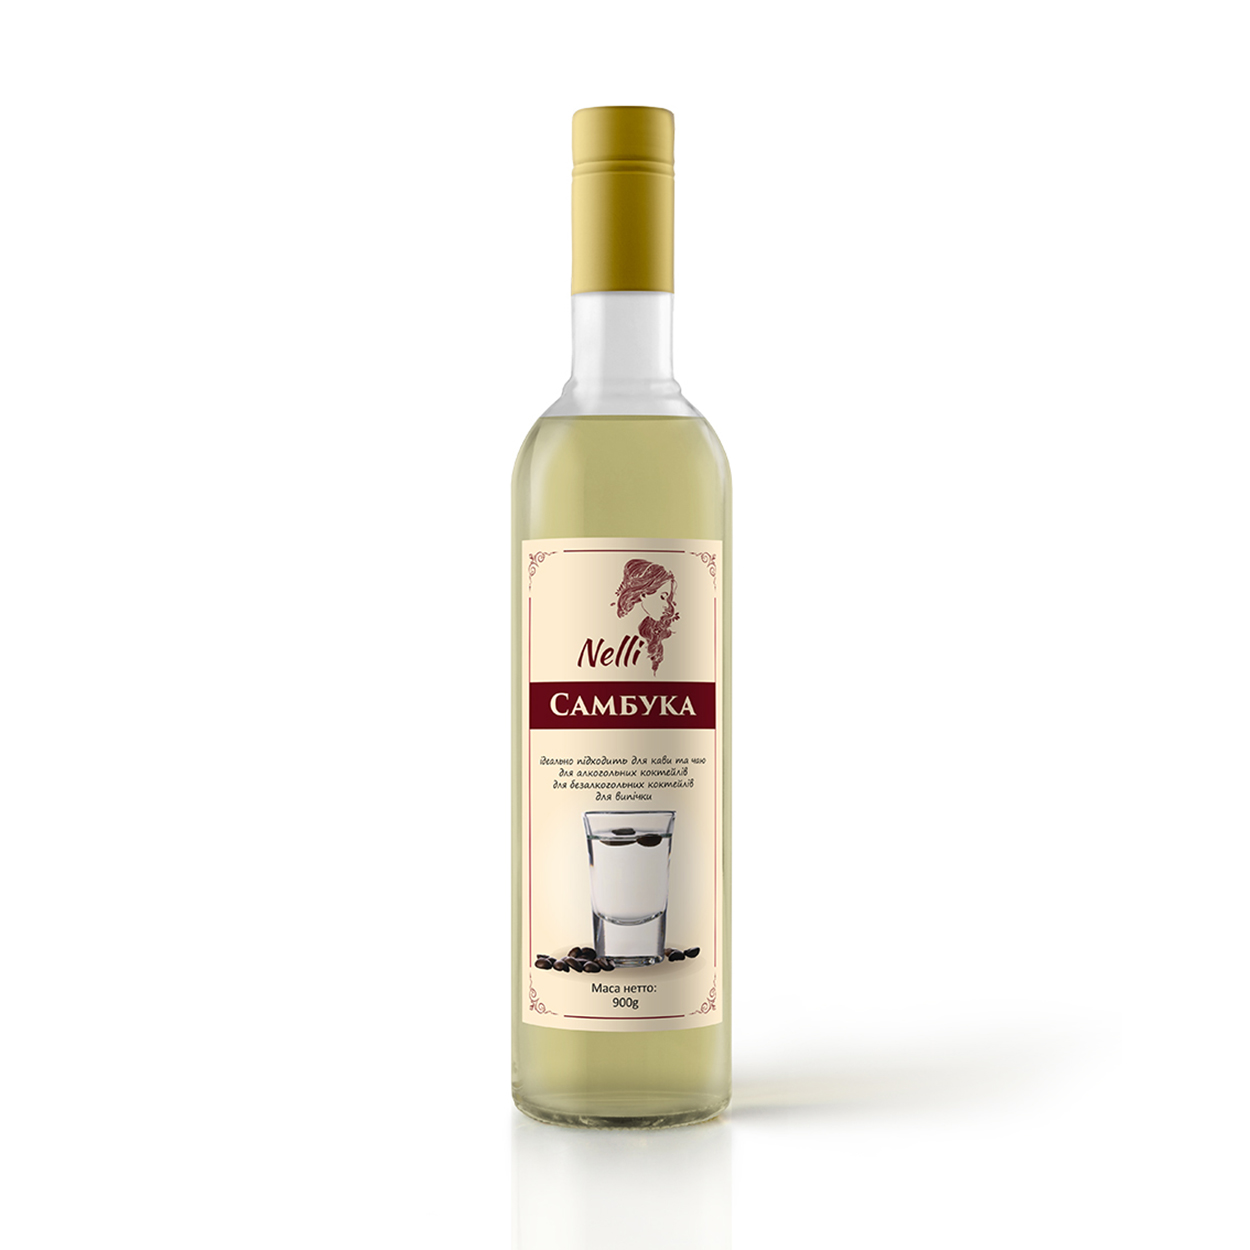 Nelli
Самбука
ідеально підходить для кави та чаю
для алкогольних коктейлів
для безалкогольних коктейлів
для випічки
Маса нетто:
900g